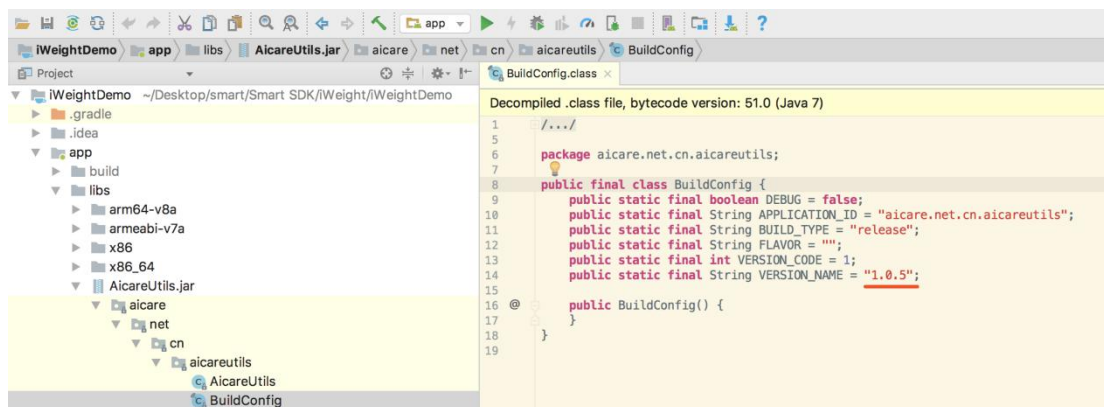 app
iWeightDemo app libs AicareUtils.jar aicare net cn aicareutils BuildConfig
Project
BuildConfig.class
iWeightDemo ~/Desktop/smart/Smart SDK/iWeight/iWeightDemo
.gradle
.idea
app
build
libs
arm64-v8a
armeabi-v7a
x86
x86_64
AicareUtils.jar
aicare
net
cn
aicareutils
AicareUtils
BuildConfig
Decompiled .class file, bytecode version: 51.0 (Java 7)
1 /.../
5
6 package aicare.net.cn.aicareutils;
7
8 public final class BuildConfig {
9 public static final boolean DEBUG = false;
10 public static final String APPLICATION_ID = "aicare.net.cn.aicareutils";
11 public static final String BUILD_TYPE = "release";
12 public static final String FLAVOR = "";
13 public static final int VERSION_CODE = 1;
14 public static final String VERSION_NAME = "1.0.5";
15
16 @ public BuildConfig() {
17 }
18 }
19